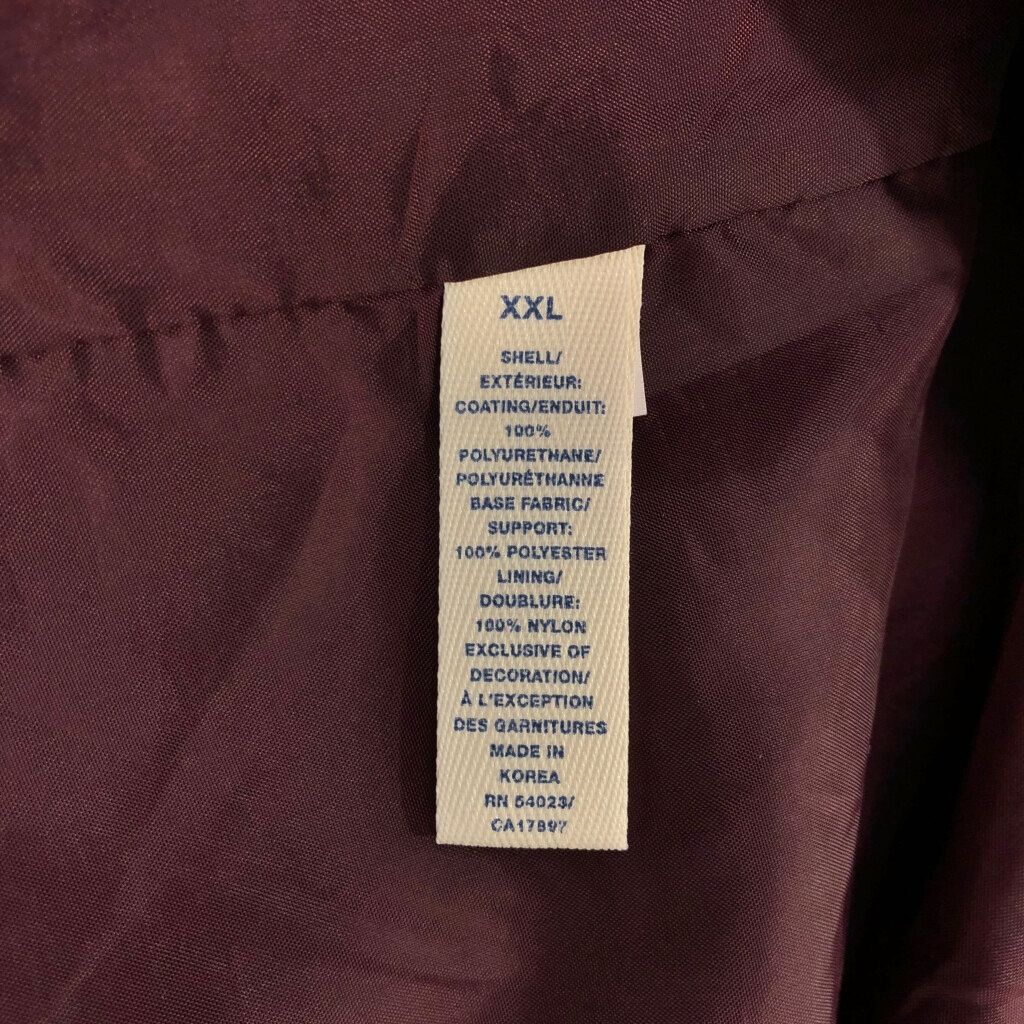 XXL
SHELL/
EXTÉRIEUR:
COATING/ENDUIT:
100%
POLYURETHANE/
POLYURÉTHANNE
BASE FABRIC/
SUPPORT:
100% POLYESTER
LINING/
DOUBLURE:
100% NYLON
EXCLUSIVE OF
DECORATION/
À L'EXCEPTION
DES GARNITURES
MADE IN
KOREA
RN 54023/
CA17897